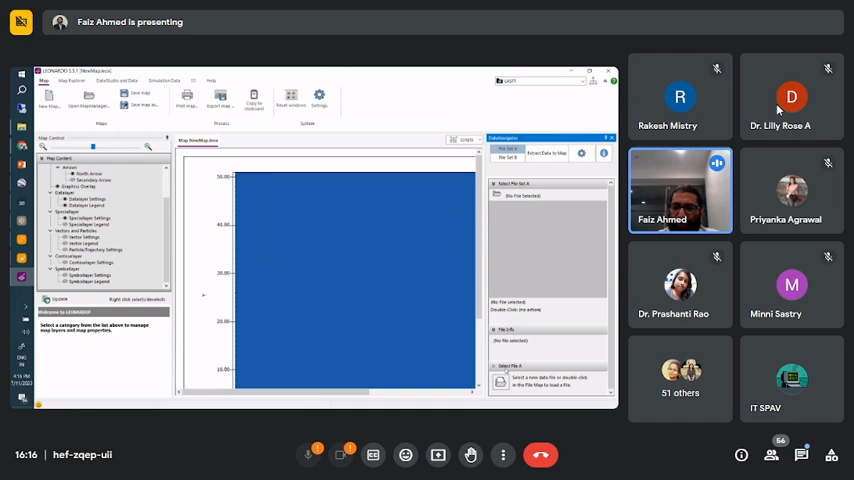 Faiz Ahmed is presenting
LEONARDO 3.5.1 [NewMap.leox]
Map
Map Explorer
DataStudio and Data
Simulation Data
Help
LASTT
New Map...
Open MapManager...
Save map
Save map as...
Print map...
Export map...
Copy to clipboard
Reset windows
Settings
Maps
Process
System
Map Control
Map NewMap.leox
Scripts
DataNavigator
Map Content
Arrows
North Arrow
Secondary Arrow
Graphics Overlay
Datalayer
Datalayer Settings
Datalayer Legend
Speciallayer
Speciallayer Settings
Speciallayer Legend
Vectors and Particles
Vector Settings
Vector Legend
Particle/Trajectory Settings
Contourlayer
Contourlayer Settings
Symbollayer
Symbollayer Settings
Symbollayer Legend
Update
Right click selects/deselects
Welcome to LEONARDO
Select a category from the list above to manage
map layers and map properties.
50.00
40.00
30.00
20.00
10.00
File Set A
File Set B
Extract Data to Map
Select File Set A
(No File Selected)
(No File selected)
Double-Click: (no action)
File Info
(No file selected)
Select File A
Select a new data file or double-click
in the File Map to load a file.
ENG
IN
4:16 PM
7/11/2023
R
Rakesh Mistry
D
Dr. Lilly Rose A
Faiz Ahmed
Priyanka Agrawal
Dr. Prashanti Rao
M
Minni Sastry
51 others
IT SPAV
16:16
hef-zqep-uii
56